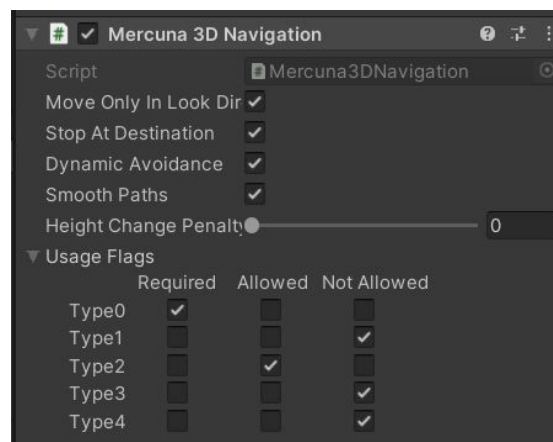 Mercuna 3D Navigation
Script Mercuna3DNavigation
Move Only In Look Dir
Stop At Destination
Dynamic Avoidance
Smooth Paths
Height Change Penalty 0
Usage Flags
Required Allowed Not Allowed
Type0
Type1
Type2
Type3
Type4